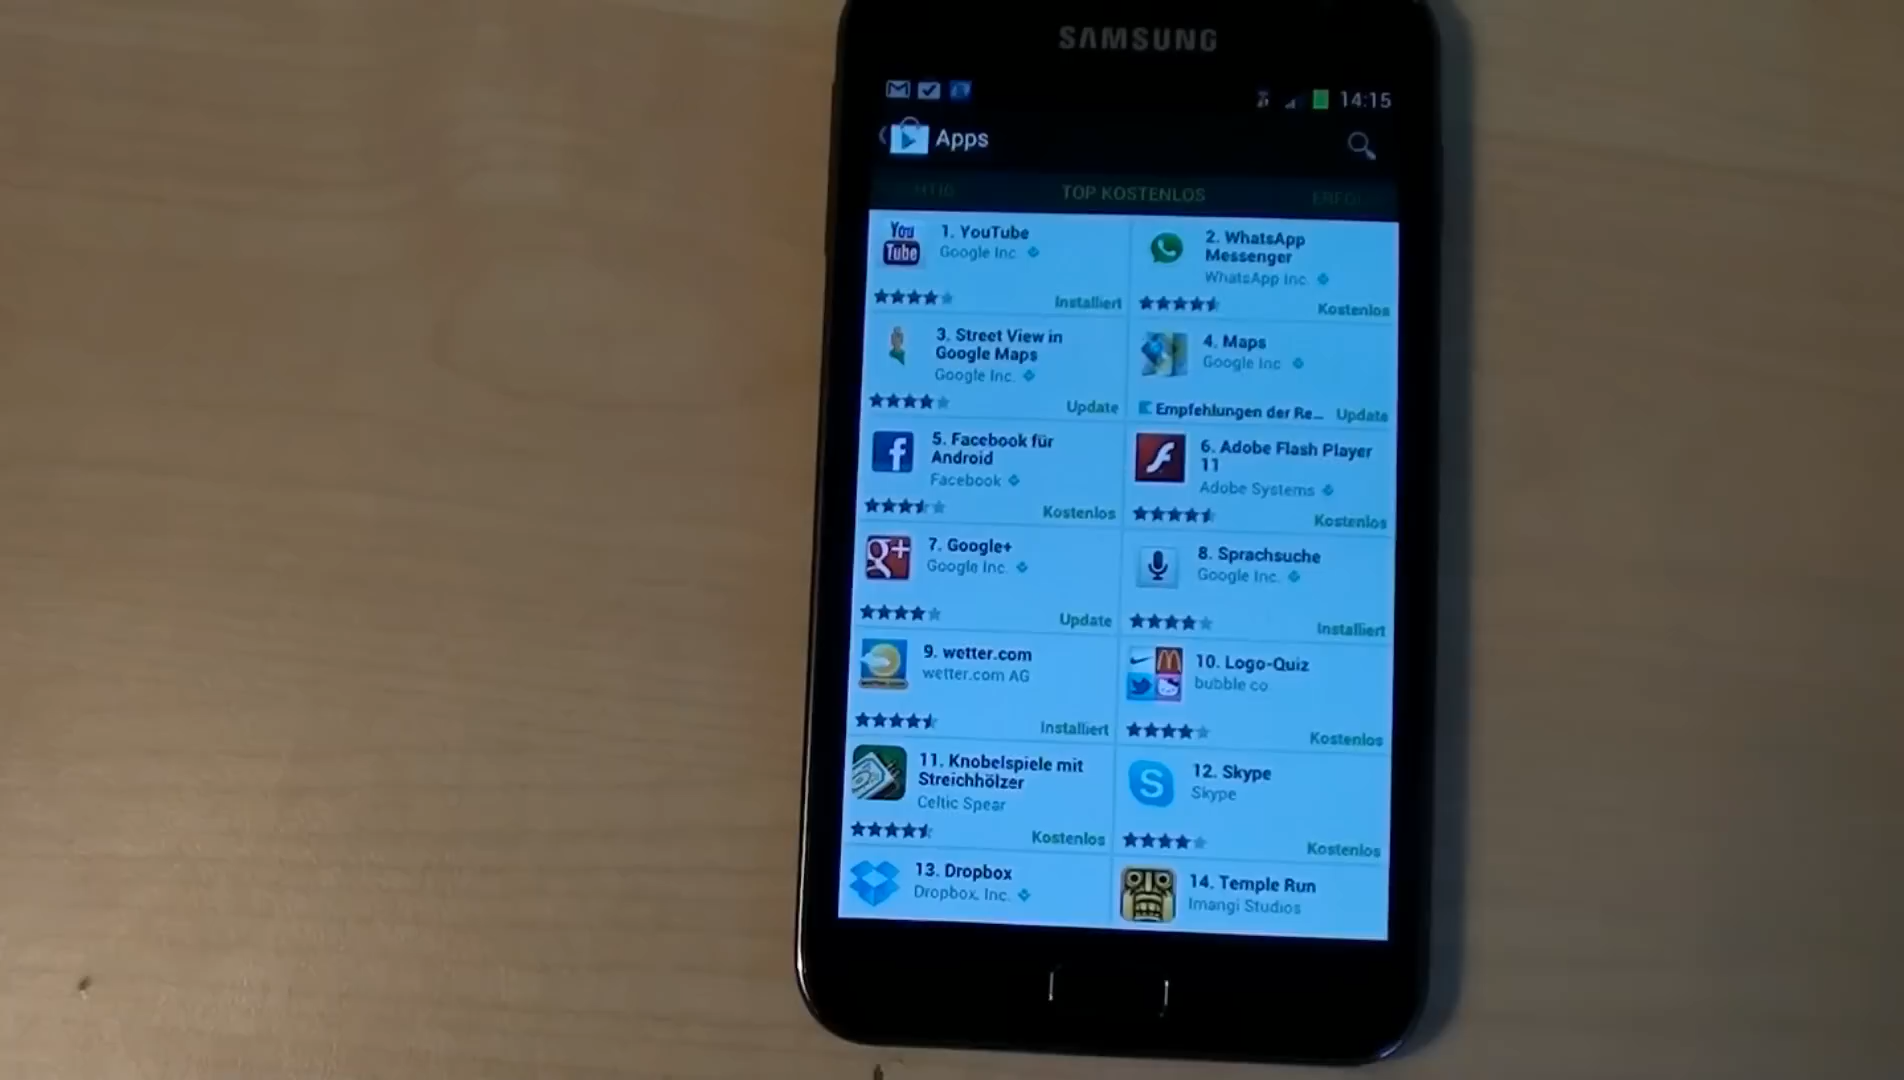 SAMSUNG
14:15
Apps
TOP KOSTENLOS
You
Tube
1. YouTube
Google Inc.
Installiert
2. WhatsApp
Messenger
WhatsApp Inc.
Kostenlos
3. Street View in
Google Maps
Google Inc.
Update
4. Maps
Google Inc.
Empfehlungen der Re...
Update
5. Facebook für
Android
Facebook
Kostenlos
6. Adobe Flash Player
11
Adobe Systems
Kostenlos
g+
7. Google+
Google Inc.
Update
8. Sprachsuche
Google Inc.
Installiert
9. wetter.com
wetter.com AG
Installiert
10. Logo-Quiz
bubble co
Kostenlos
11. Knobelspiele mit
Streichhölzer
Celtic Spear
Kostenlos
12. Skype
Skype
Kostenlos
13. Dropbox
Dropbox, Inc.
14. Temple Run
Imangi Studios